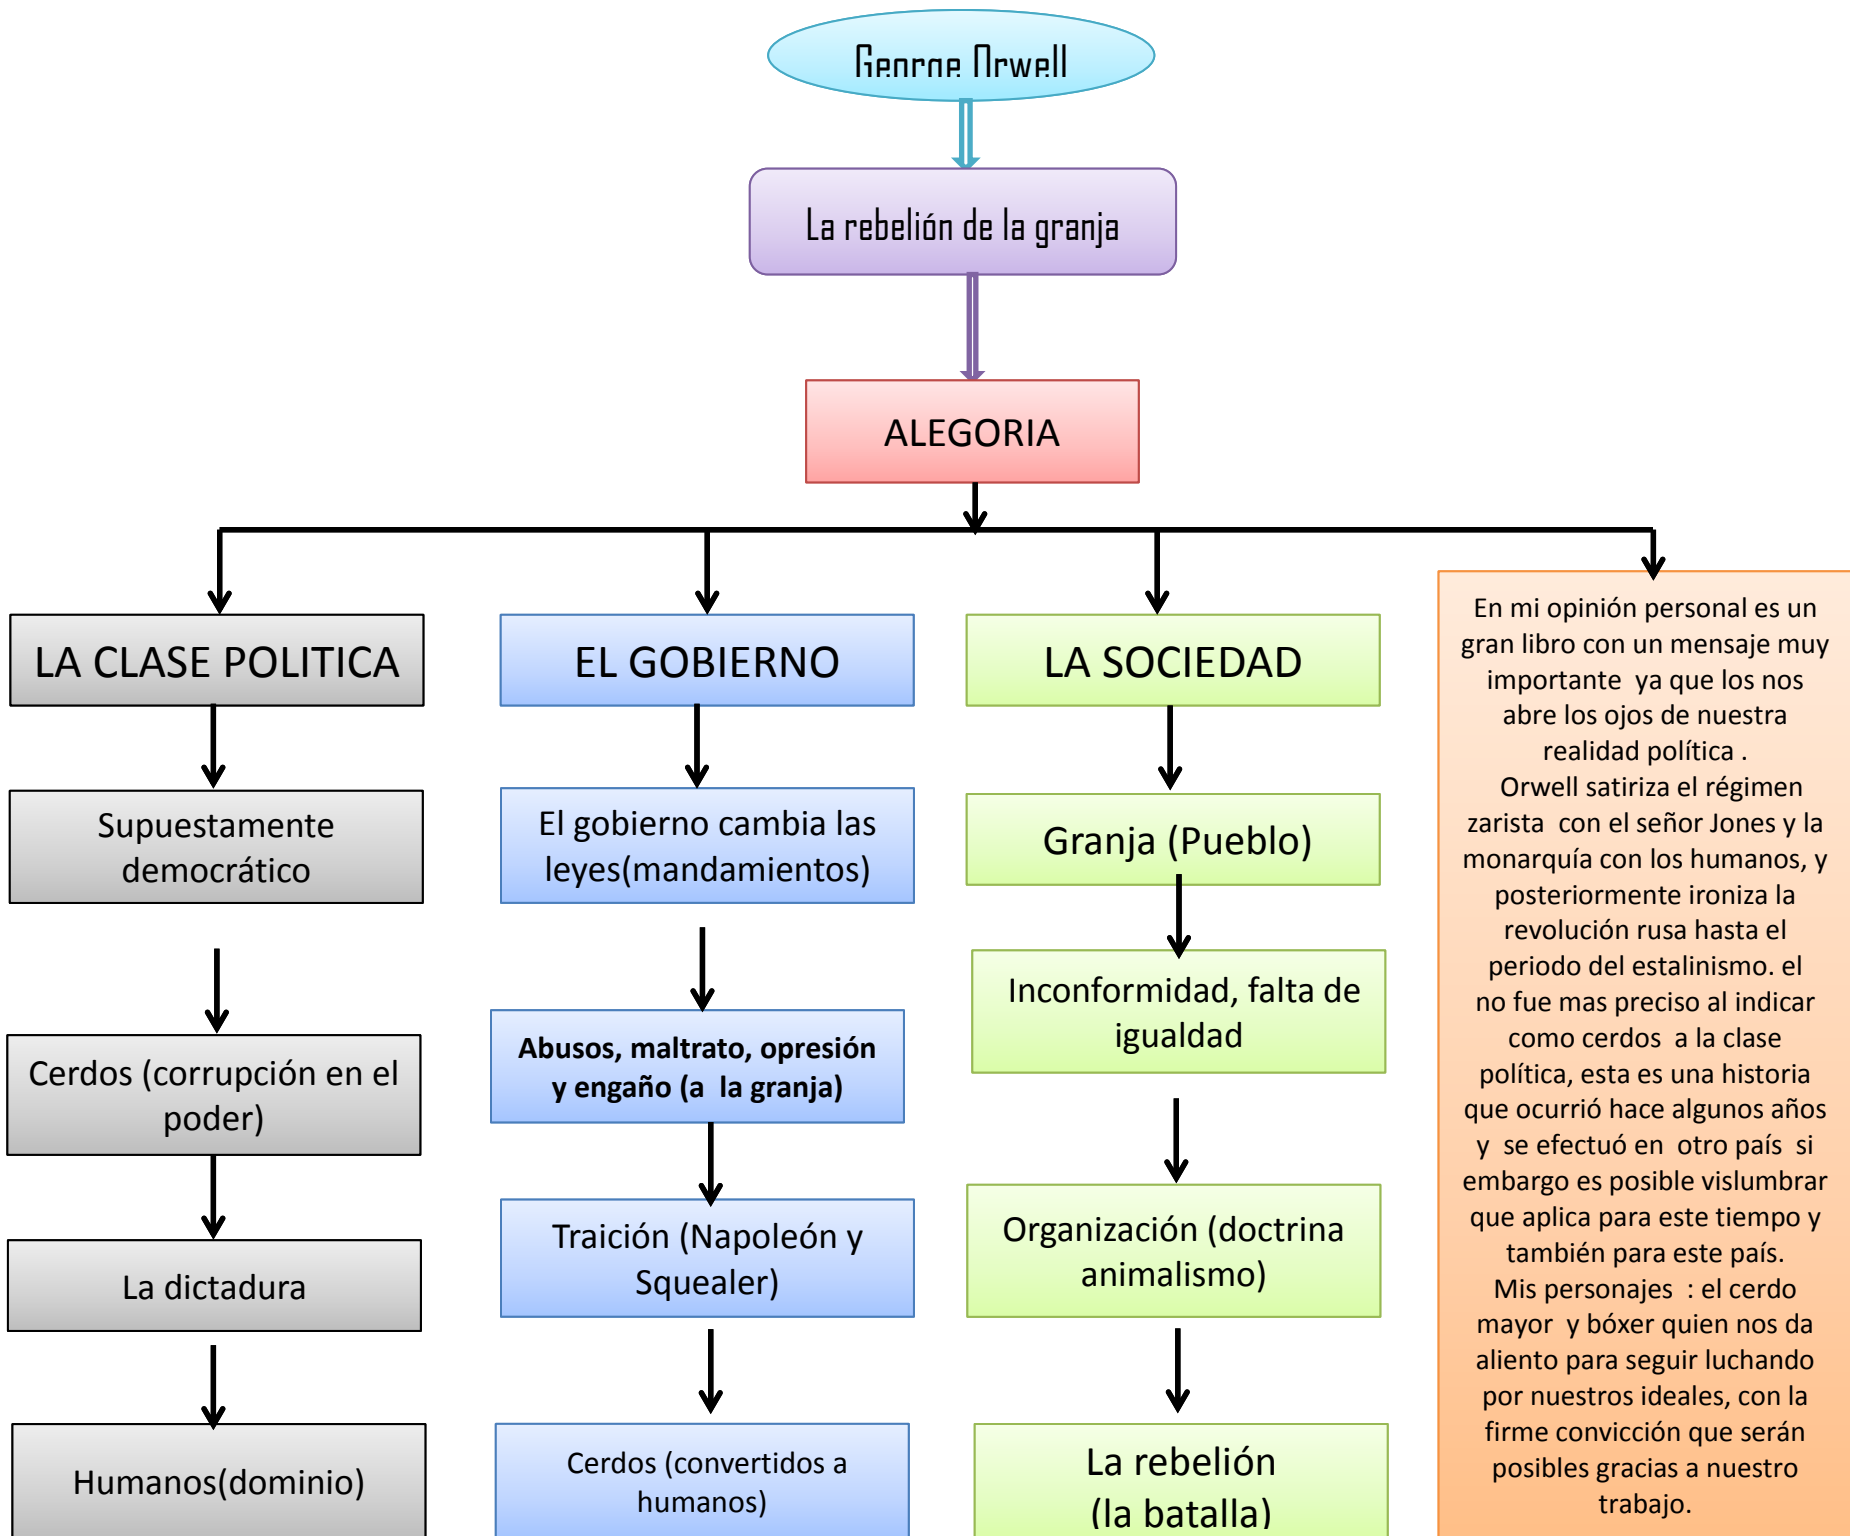 George Orwell
La rebelión de la granja
ALEGORIA
LA CLASE POLITICA
Supuestamente
democrático
Cerdos (corrupción en el
poder)
La dictadura
Humanos(dominio)
EL GOBIERNO
El gobierno cambia las
leyes(mandamientos)
Abusos, maltrato, opresión
y engaño (a  la granja)
Traición (Napoleón y
Squealer)
Cerdos (convertidos a
humanos)
LA SOCIEDAD
Granja (Pueblo)
Inconformidad, falta de
igualdad
Organización (doctrina
animalismo)
La rebelión
(la batalla)
En mi opinión personal es un
gran libro con un mensaje muy
importante  ya que los nos
abre los ojos de nuestra
realidad política .
Orwell satiriza el régimen
zarista  con el señor Jones y la
monarquía con los humanos, y
posteriormente ironiza la
revolución rusa hasta el
periodo del estalinismo. el
no fue mas preciso al indicar
como cerdos  a la clase
política, esta es una historia
que ocurrió hace algunos años
y  se efectuó en  otro país  si
embargo es posible vislumbrar
que aplica para este tiempo y
también para este país.
Mis personajes  : el cerdo
mayor  y bóxer quien nos da
aliento para seguir luchando
por nuestros ideales, con la
firme convicción que serán
posibles gracias a nuestro
trabajo.